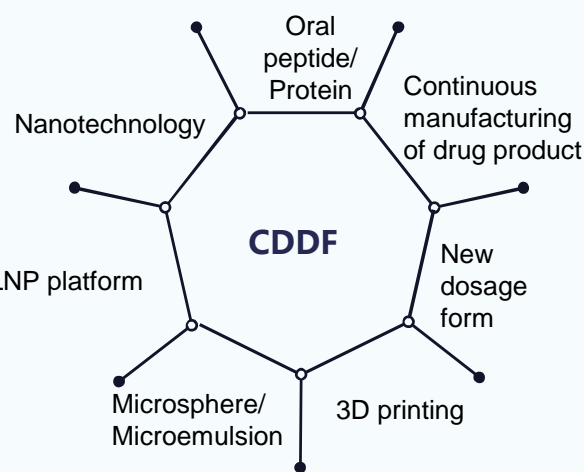 Oral
peptide/
Protein
Continuous
manufacturing
of drug product
Nanotechnology
CDDF
New
dosage
form
LNP platform
3D printing
Microsphere/
Microemulsion